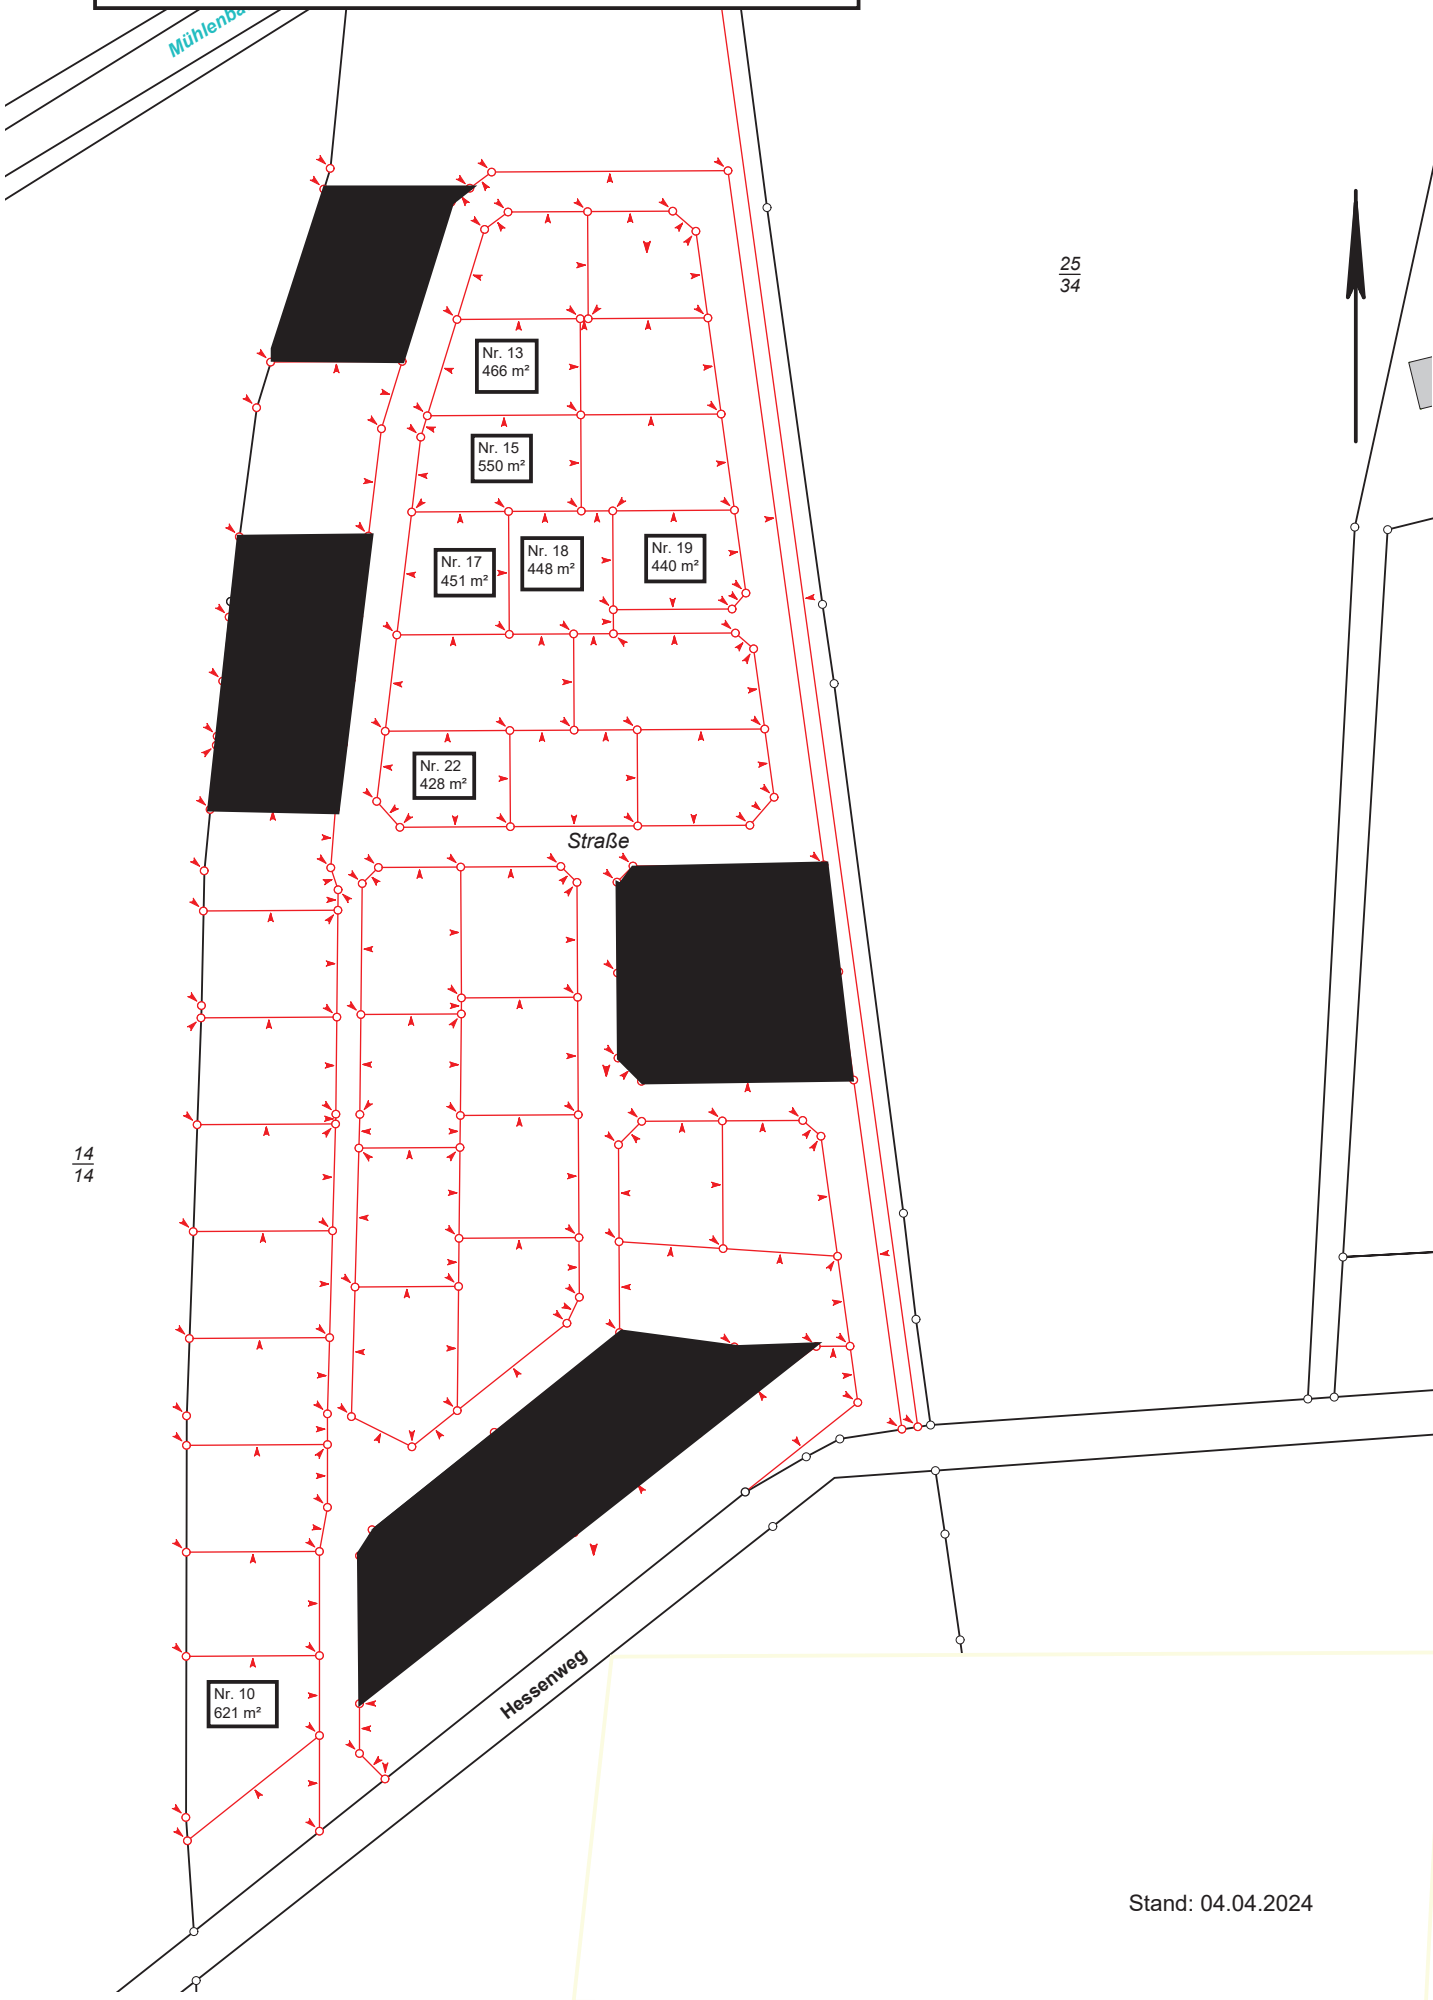 25
34
Nr. 13
466 m²
Nr. 15
550 m²
Nr. 17
451 m²
Nr. 18
448 m²
Nr. 19
440 m²
Nr. 22
428 m²
Straße
14
14
Hessenweg
Nr. 10
621 m²
Stand: 04.04.2024